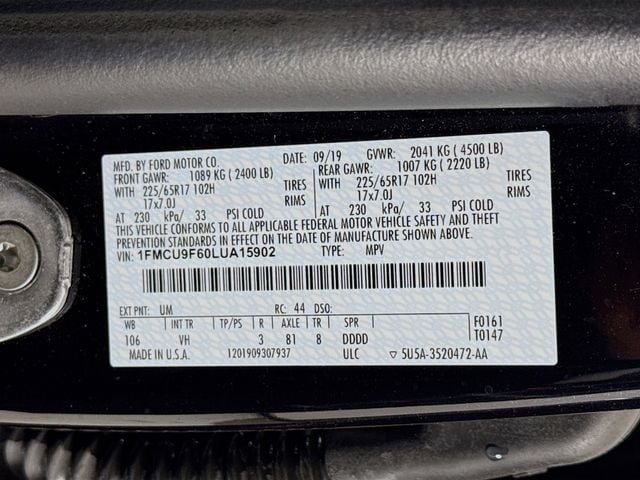 MFD. BY FORD MOTOR CO. DATE: 09/19 GVWR: 2041 KG ( 4500 LB)
FRONT GAWR: 1089 KG ( 2400 LB) REAR GAWR: 1007 KG ( 2220 LB)
WITH 225/65R17 102H TIRES WITH 225/65R17 102H TIRES
17x7.0J RIMS 17x7.0J RIMS
AT 230 kPa/ 33 PSI COLD AT 230 kPa/ 33 PSI COLD
THIS VEHICLE CONFORMS TO ALL APPLICABLE FEDERAL MOTOR VEHICLE SAFETY AND THEFT
PREVENTION STANDARDS IN EFFECT ON THE DATE OF MANUFACTURE SHOWN ABOVE.
VIN: 1FMCU9F60LUA15902 TYPE: MPV
EXT PNT: UM RC: 44 DSO:
WB INT TR TP/PS R AXLE TR SPR F0161
106 VH 3 81 8 DDDD T0147
MADE IN U.S.A. 1201909307937 ULC ▽ 5U5A-3520472-AA